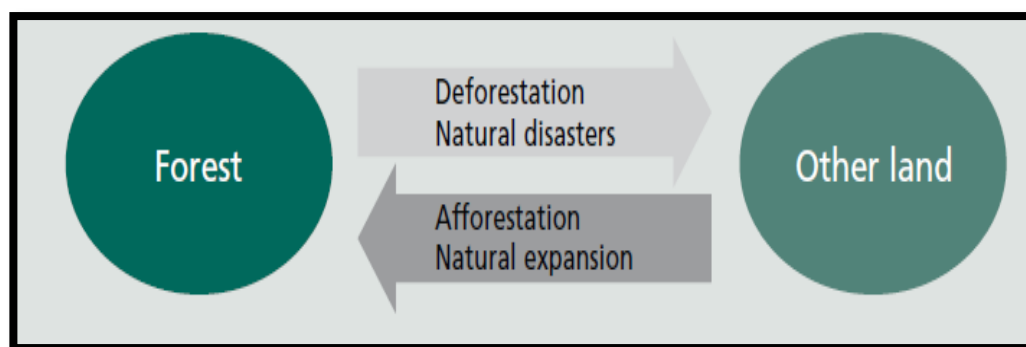 Forest
Deforestation
Natural disasters
Afforestation
Natural expansion
Other land